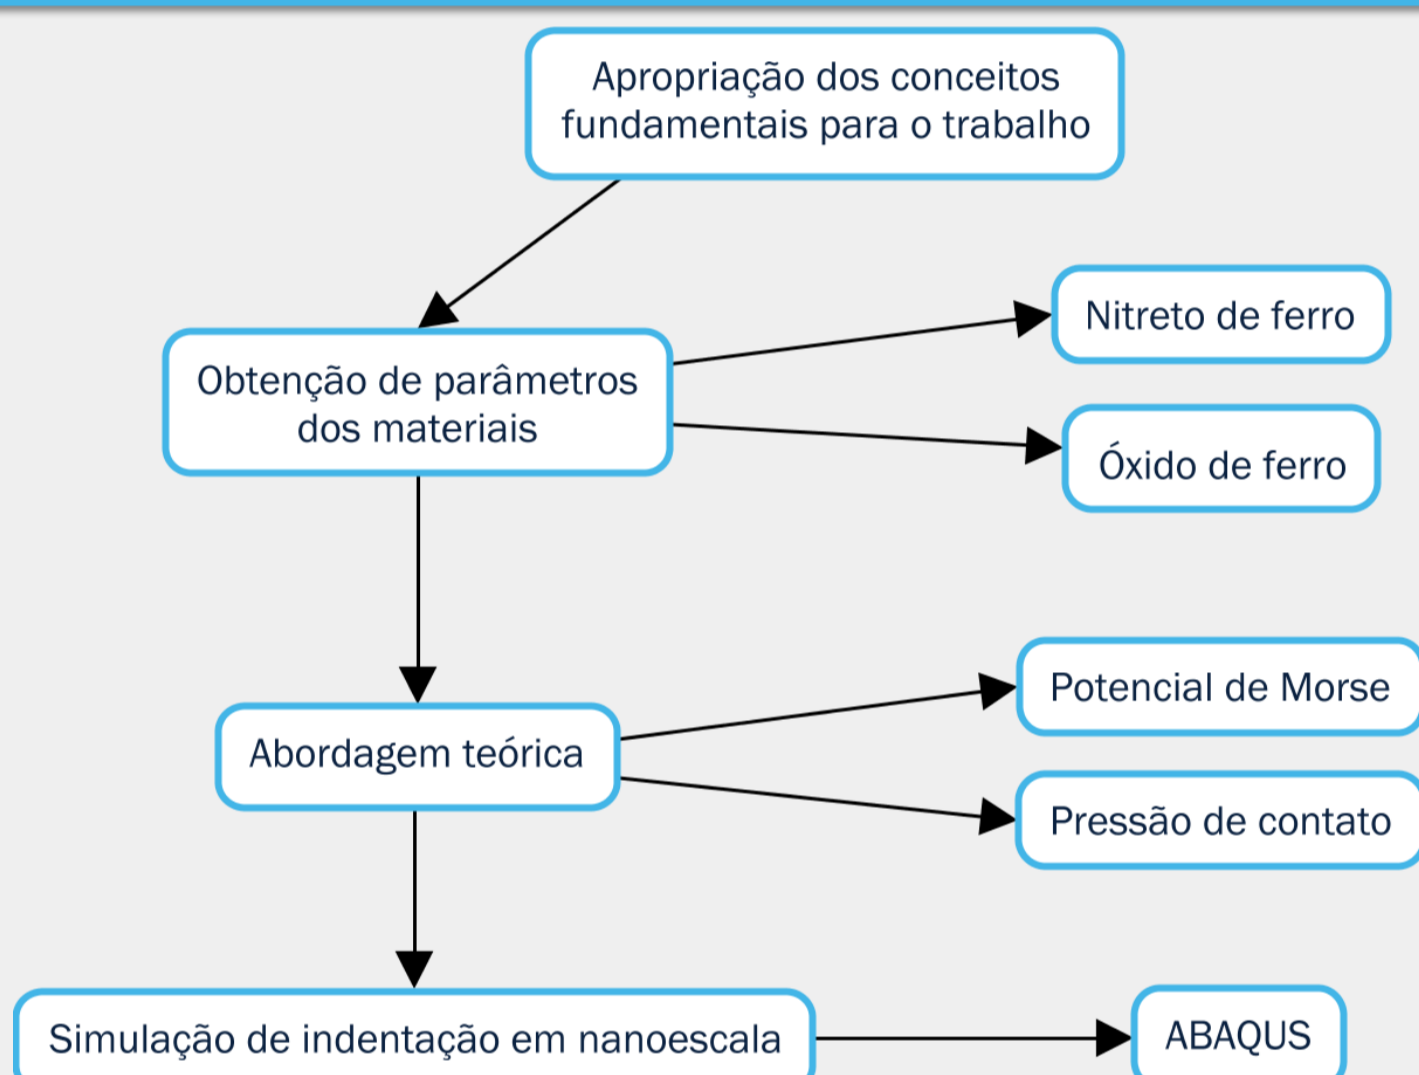 Apropriação dos conceitos
fundamentais para o trabalho
Nitreto de ferro
Obtenção de parâmetros
dos materiais
Óxido de ferro
Potencial de Morse
Abordagem teórica
Pressão de contato
Simulação de indentação em nanoescala
ABAQUS